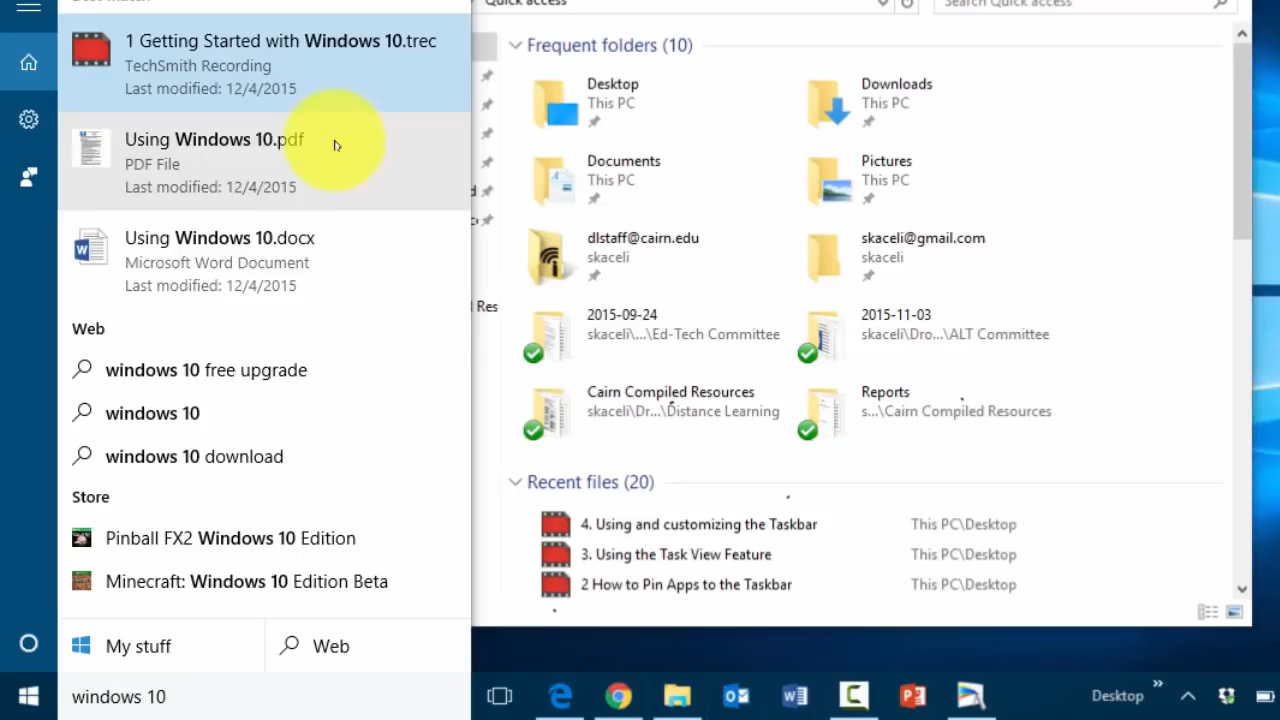 Quick access
Search Quick access
1 Getting Started with Windows 10.trec
TechSmith Recording
Last modified: 12/4/2015
Using Windows 10.pdf
PDF File
Last modified: 12/4/2015
Using Windows 10.docx
Microsoft Word Document
Last modified: 12/4/2015
Web
windows 10 free upgrade
windows 10
windows 10 download
Store
Pinball FX2 Windows 10 Edition
Minecraft: Windows 10 Edition Beta
My stuff
Web
windows 10
Frequent folders (10)
Desktop
This PC
Downloads
This PC
Documents
This PC
Pictures
This PC
dlstaff@cairn.edu
skaceli
skaceli@gmail.com
skaceli
2015-09-24
skaceli\...\Ed-Tech Committee
2015-11-03
skaceli\Dro...\ALT Committee
Cairn Compiled Resources
skaceli\Dr...\Distance Learning
Reports
s...\Cairn Compiled Resources
l Res
Recent files (20)
4. Using and customizing the Taskbar
This PC\Desktop
3. Using the Task View Feature
This PC\Desktop
2 How to Pin Apps to the Taskbar
This PC\Desktop
Desktop